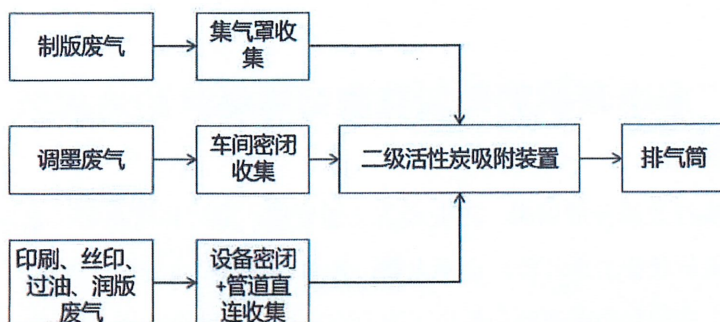 制版废气
集气罩收
集
调墨废气
车间密闭
收集
二级活性炭吸附装置
排气筒
印刷、丝印、
过油、润版
废气
设备密闭
+管道直
连收集